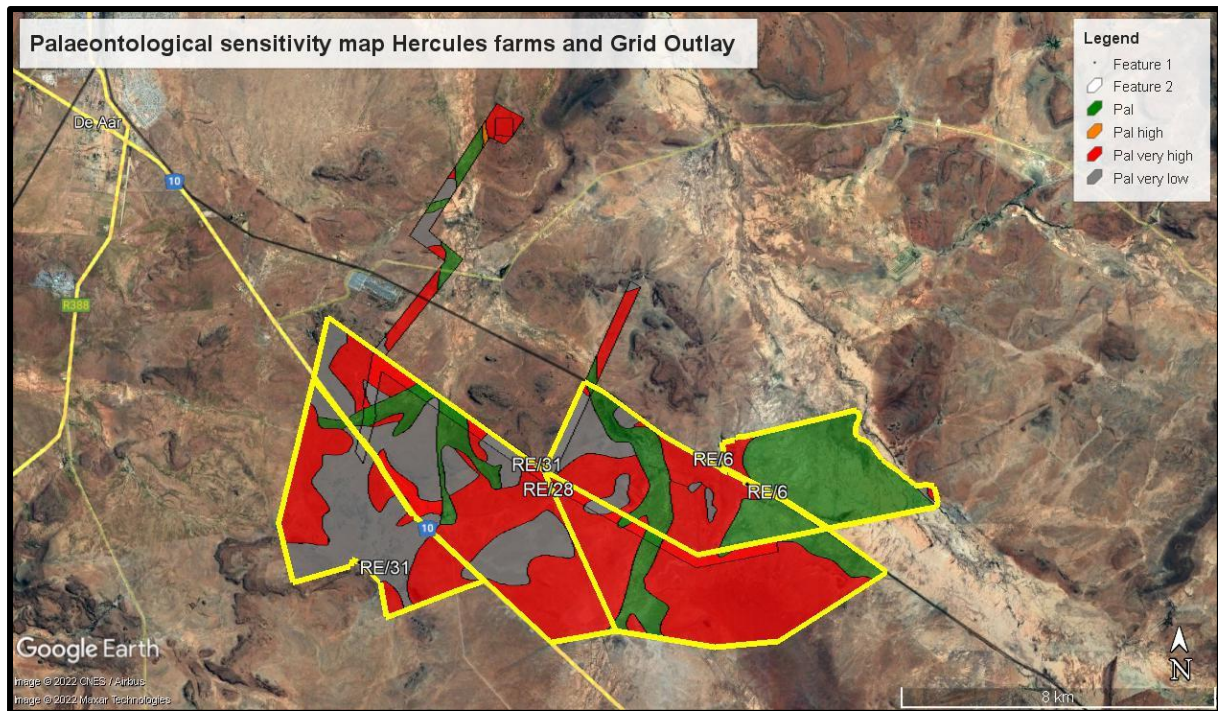 Palaeontological sensitivity map Hercules farms and Grid Outlay
Legend
Feature 1
Feature 2
Pal
Pal high
Pal very high
Pal very low
De Aar
10
R388
RE/31
RE/6
RE/28
RE/6
10
RE/31
Google Earth
Image © 2022 CNES / Airbus
Image © 2022 Maxar Technologies
N
8 km